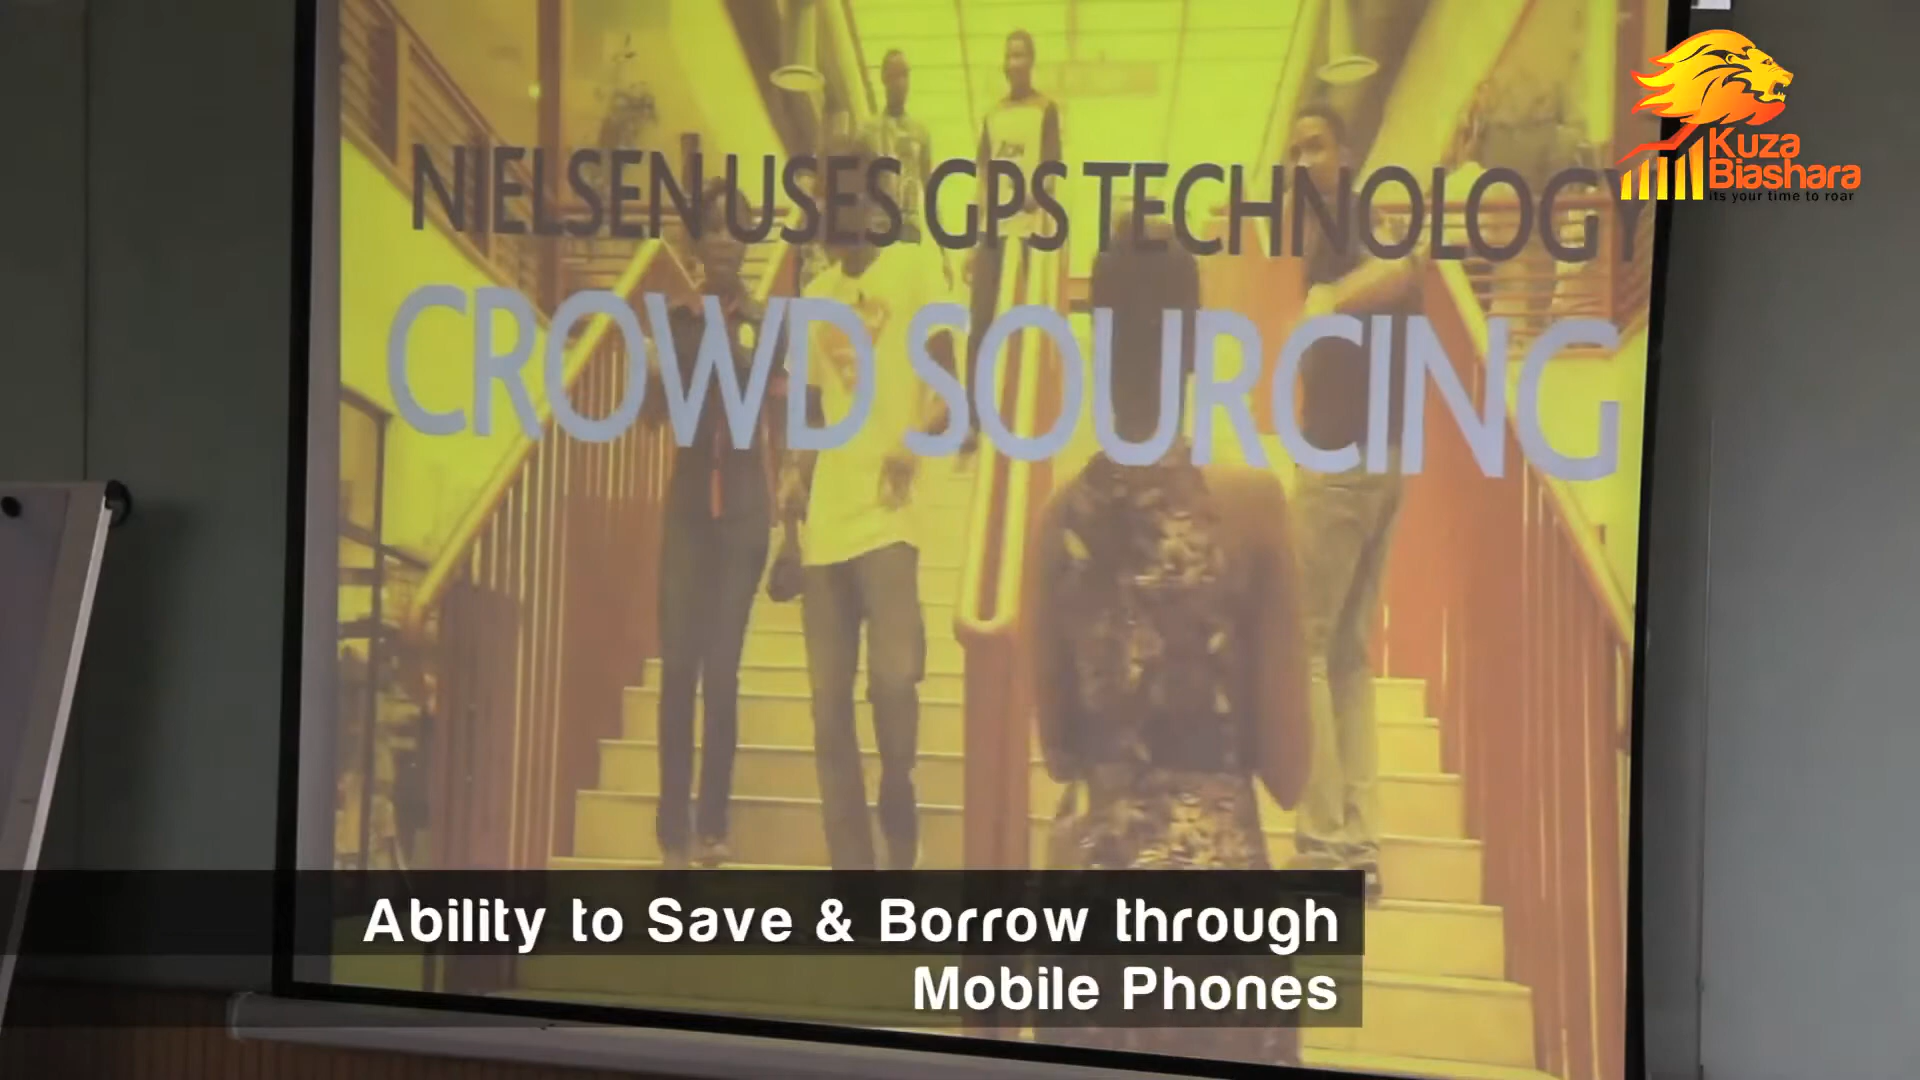 NIELSEN USES GPS TECHNOLOGY
CROWD SOURCING
Kuza
Biashara
its your time to roar
Ability to Save & Borrow through
Mobile Phones